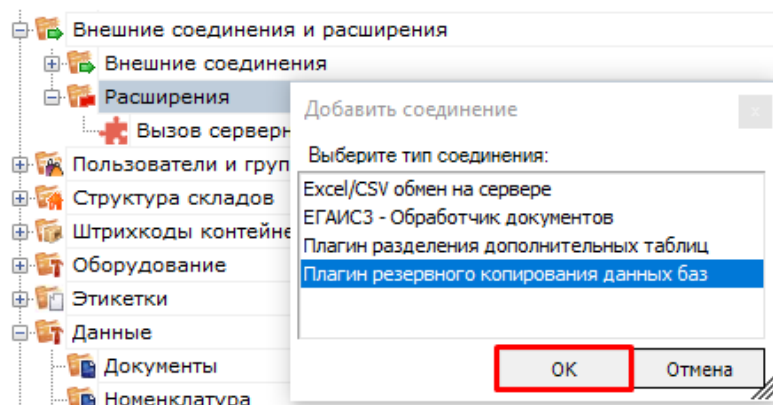 Внешние соединения и расширения
Внешние соединения
Расширения
Вызов серверн
Пользователи и груп
Структура складов
Штрихкоды контейне
Оборудование
Этикетки
Данные
Документы
Номенклатура
Добавить соединение
x
Выберите тип соединения:
Excel/CSV обмен на сервере
ЕГАИС3 - Обработчик документов
Плагин разделения дополнительных таблиц
Плагин резервного копирования данных баз
ОК
Отмена